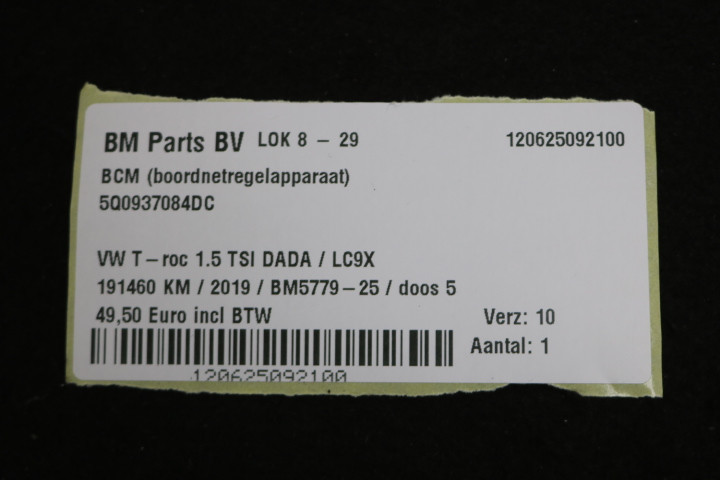 BM Parts BV LOK 8 - 29 120625092100
BCM (boordnetregelapparaat)
5Q0937084DC
VW T-roc 1.5 TSI DADA / LC9X
191460 KM / 2019 / BM5779-25 / doos 5
49,50 Euro incl BTW Verz: 10
Aantal: 1
120625092100